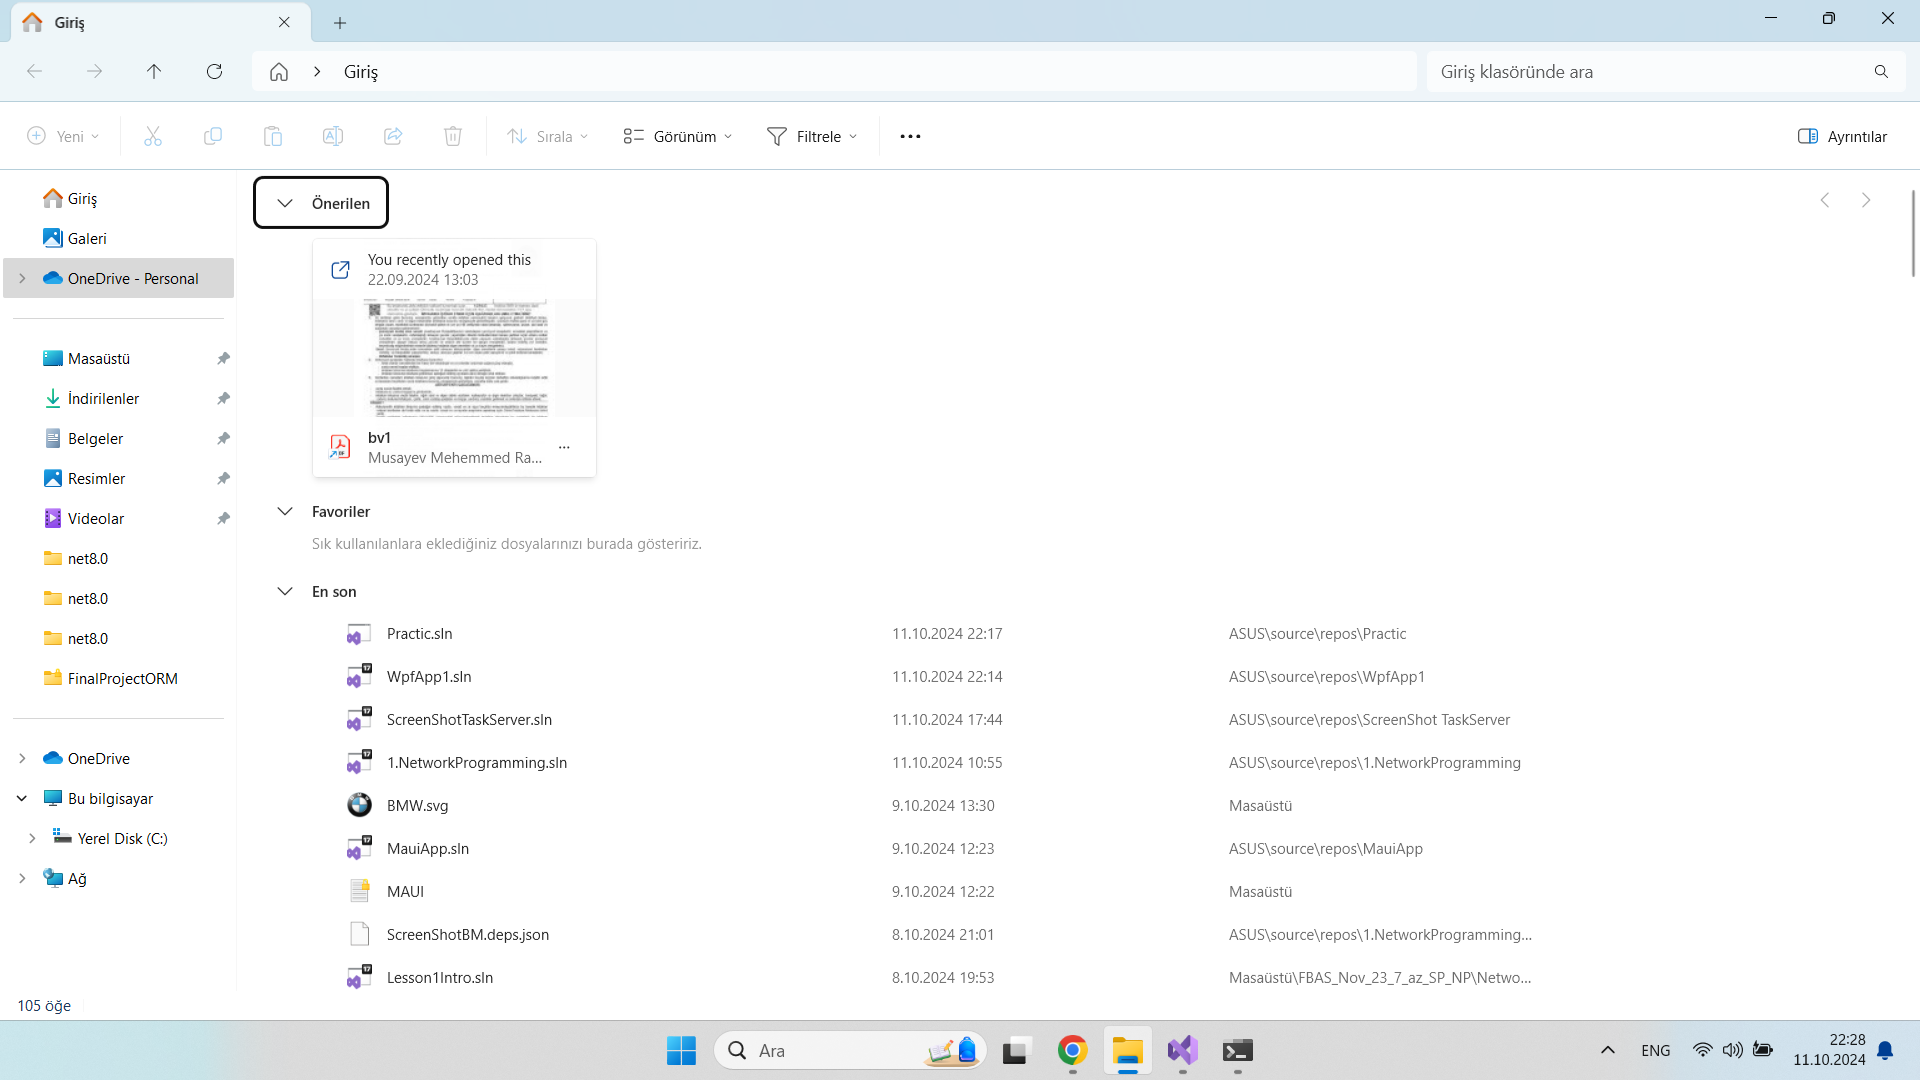 Giriş
Giriş
Giriş klasöründe ara
Yeni
Sırala
Görünüm
Filtrele
Ayrıntılar
Giriş
Galeri
OneDrive - Personal
Masaüstü
İndirilenler
Belgeler
Resimler
Videolar
net8.0
net8.0
net8.0
FinalProjectORM
OneDrive
Bu bilgisayar
Yerel Disk (C:)
Ağ
Önerilen
You recently opened this
22.09.2024 13:03
bv1
Musayev Mehemmed Ra...
Favoriler
Sık kullanılanlara eklediğiniz dosyalarınızı burada gösteririz.
En son
Practic.sln 11.10.2024 22:17 ASUS\source\repos\Practic
WpfApp1.sln 11.10.2024 22:14 ASUS\source\repos\WpfApp1
ScreenShotTaskServer.sln 11.10.2024 17:44 ASUS\source\repos\ScreenShot TaskServer
1.NetworkProgramming.sln 11.10.2024 10:55 ASUS\source\repos\1.NetworkProgramming
BMW.svg 9.10.2024 13:30 Masaüstü
MauiApp.sln 9.10.2024 12:23 ASUS\source\repos\MauiApp
MAUI 9.10.2024 12:22 Masaüstü
ScreenShotBM.deps.json 8.10.2024 21:01 ASUS\source\repos\1.NetworkProgramming...
Lesson1Intro.sln 8.10.2024 19:53 Masaüstü\FBAS_Nov_23_7_az_SP_NP\Netwo...
105 öğe
Ara
ENG
22:28
11.10.2024